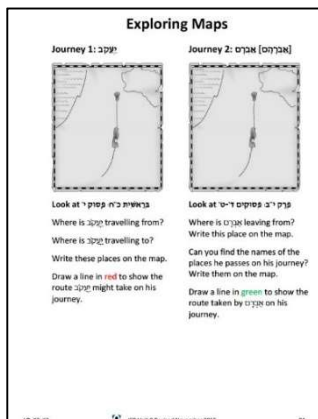 Exploring Maps
Journey 1: יַעֲקֹב
Look at בְּרֵאשִׁית כ"ח: פָּסוּק י'
Where is יַעֲקֹב travelling from?
Where is יַעֲקֹב travelling to?
Write these places on the map.
Draw a line in red to show the
route יַעֲקֹב might take on his
journey.
Journey 2: אַבְרָם [אַבְרָהָם]
Look at פֶּרֶק י"ב: פְּסוּקִים ד'-ט'
Where is אַבְרָם leaving from?
Write this place on the map.
Can you find the names of the
places he passes on his journey?
Write them on the map.
Draw a line in green to show the
route taken by אַבְרָם on his
journey.